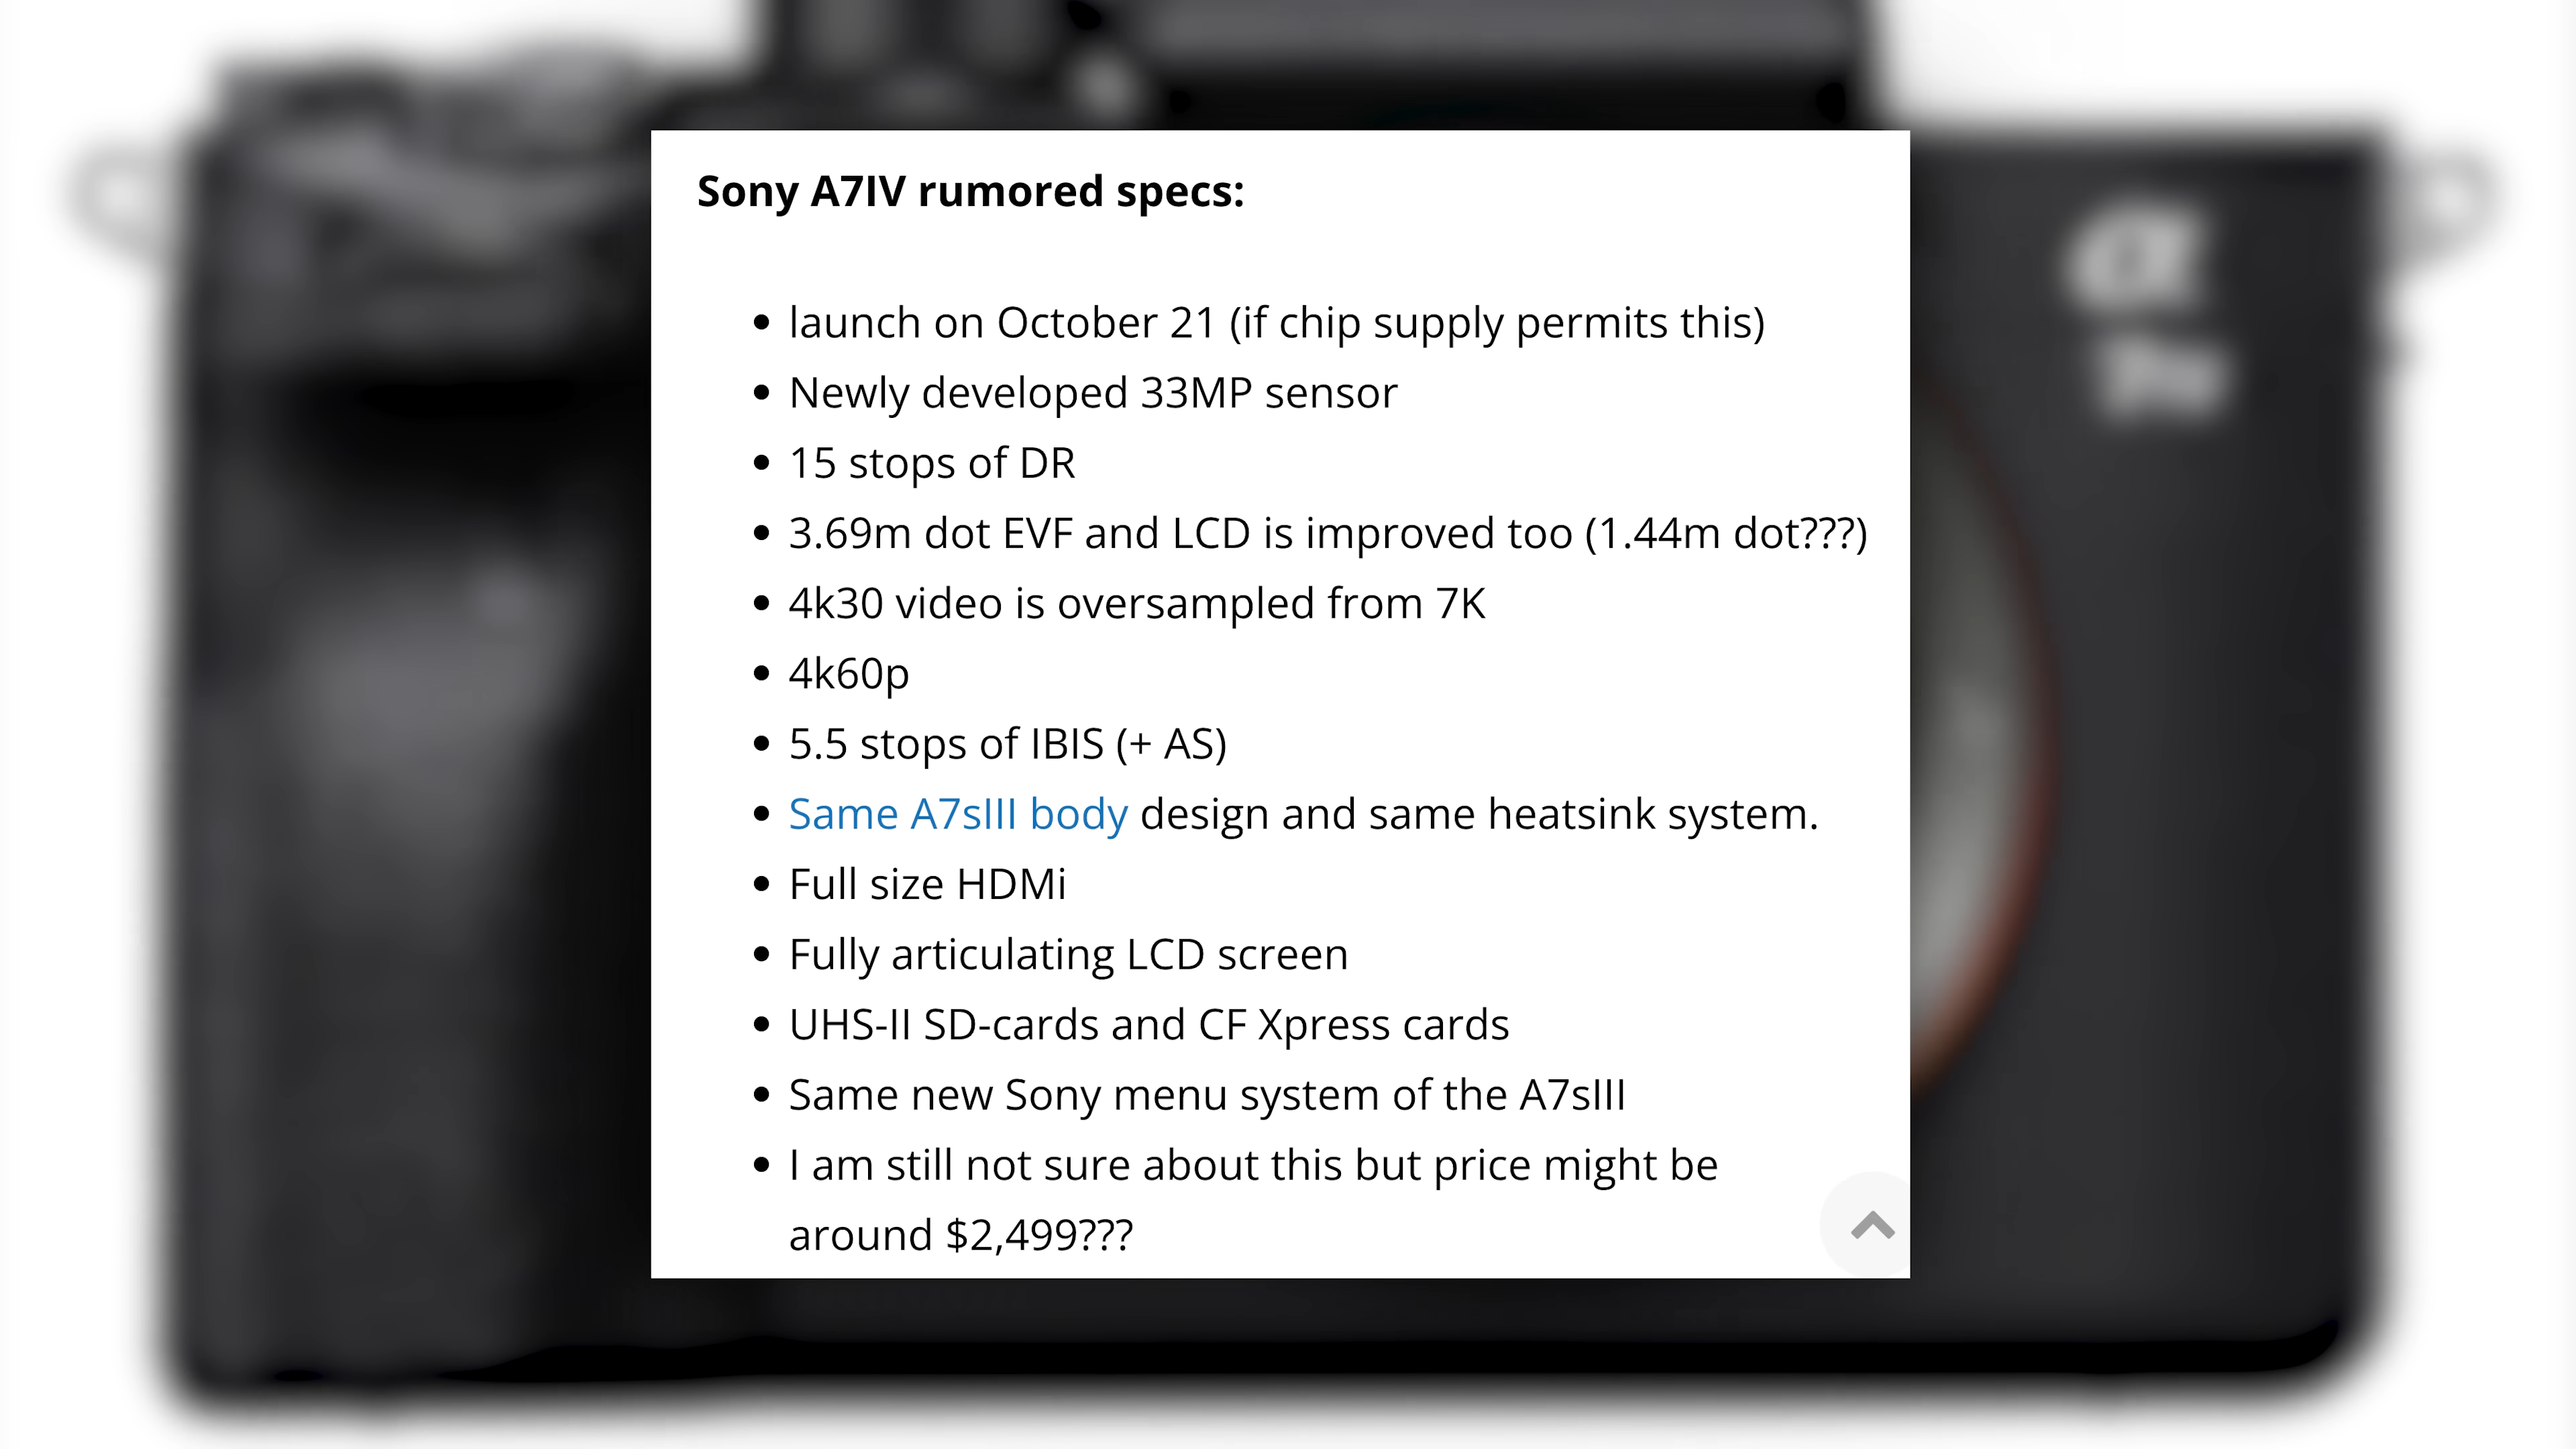 Sony A7IV rumored specs:
• launch on October 21 (if chip supply permits this)
• Newly developed 33MP sensor
• 15 stops of DR
• 3.69m dot EVF and LCD is improved too (1.44m dot???)
• 4k30 video is oversampled from 7K
• 4k60p
• 5.5 stops of IBIS (+ AS)
• Same A7sIII body design and same heatsink system.
• Full size HDMi
• Fully articulating LCD screen
• UHS-II SD-cards and CF Xpress cards
• Same new Sony menu system of the A7sIII
• I am still not sure about this but price might be
around $2,499???
α